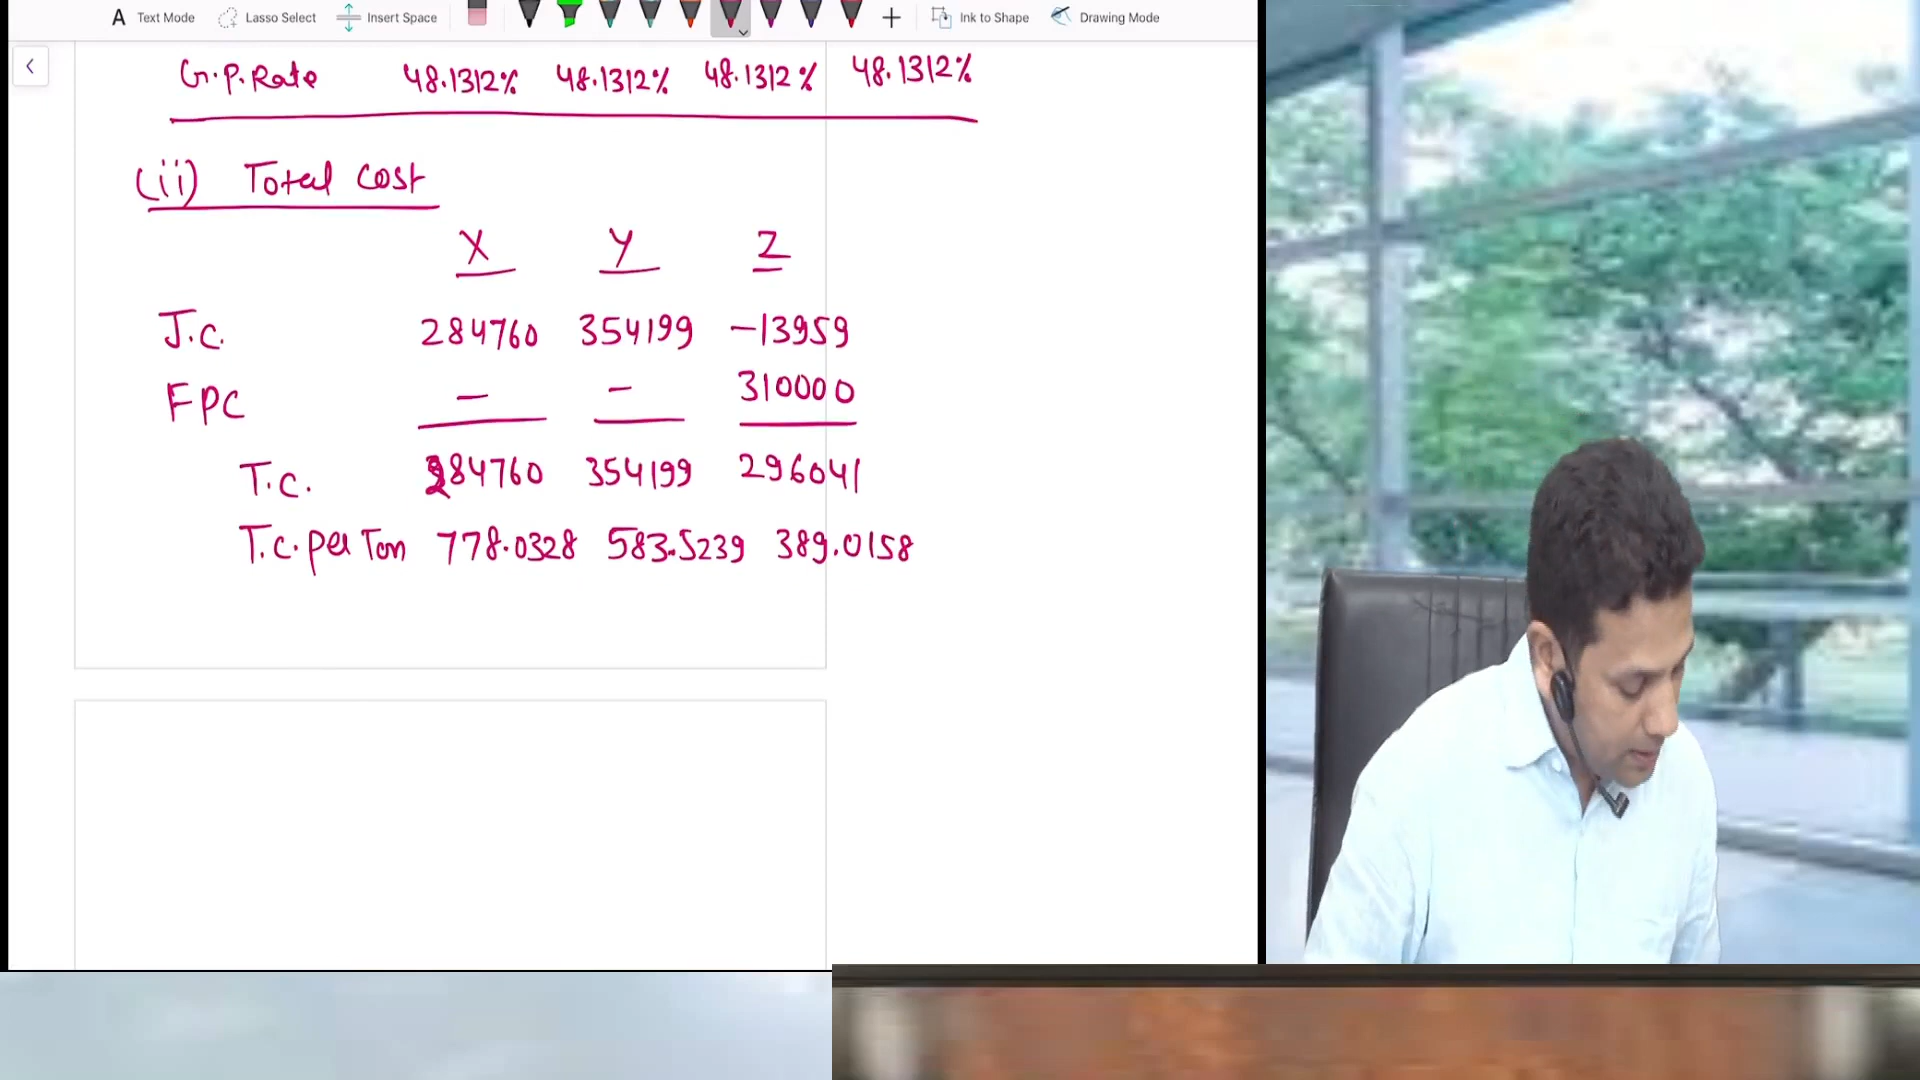 A Text Mode Lasso Select Insert Space Ink to Shape Drawing Mode
G.P.Rate 48.1312% 48.1312% 48.1312% 48.1312%
(ii) Total Cost
X Y Z
J.C. 284760 354199 -13959
FPC - - 310000
T.C. 284760 354199 296041
T.C. per Ton 778.0328 583.5239 389.0158